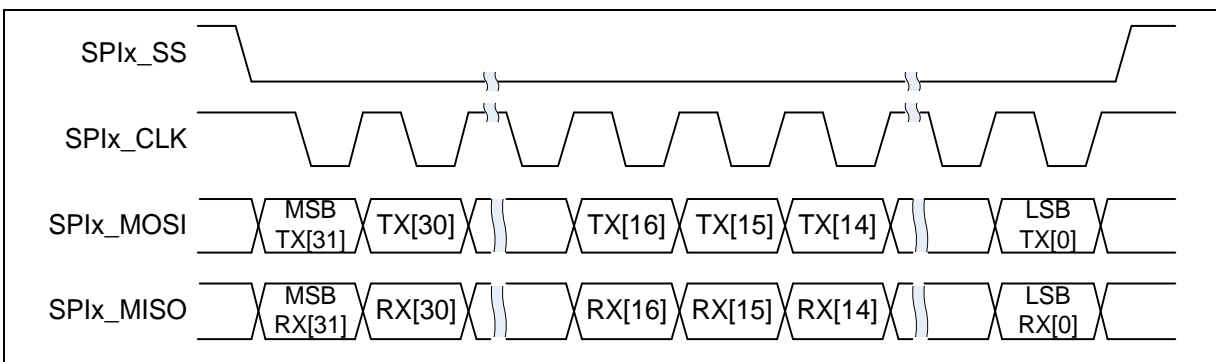 SPIx_SS
SPIx_CLK
SPIx_MOSI
MSB
TX[31]
TX[30]
TX[16]
TX[15]
TX[14]
LSB
TX[0]
SPIx_MISO
MSB
RX[31]
RX[30]
RX[16]
RX[15]
RX[14]
LSB
RX[0]